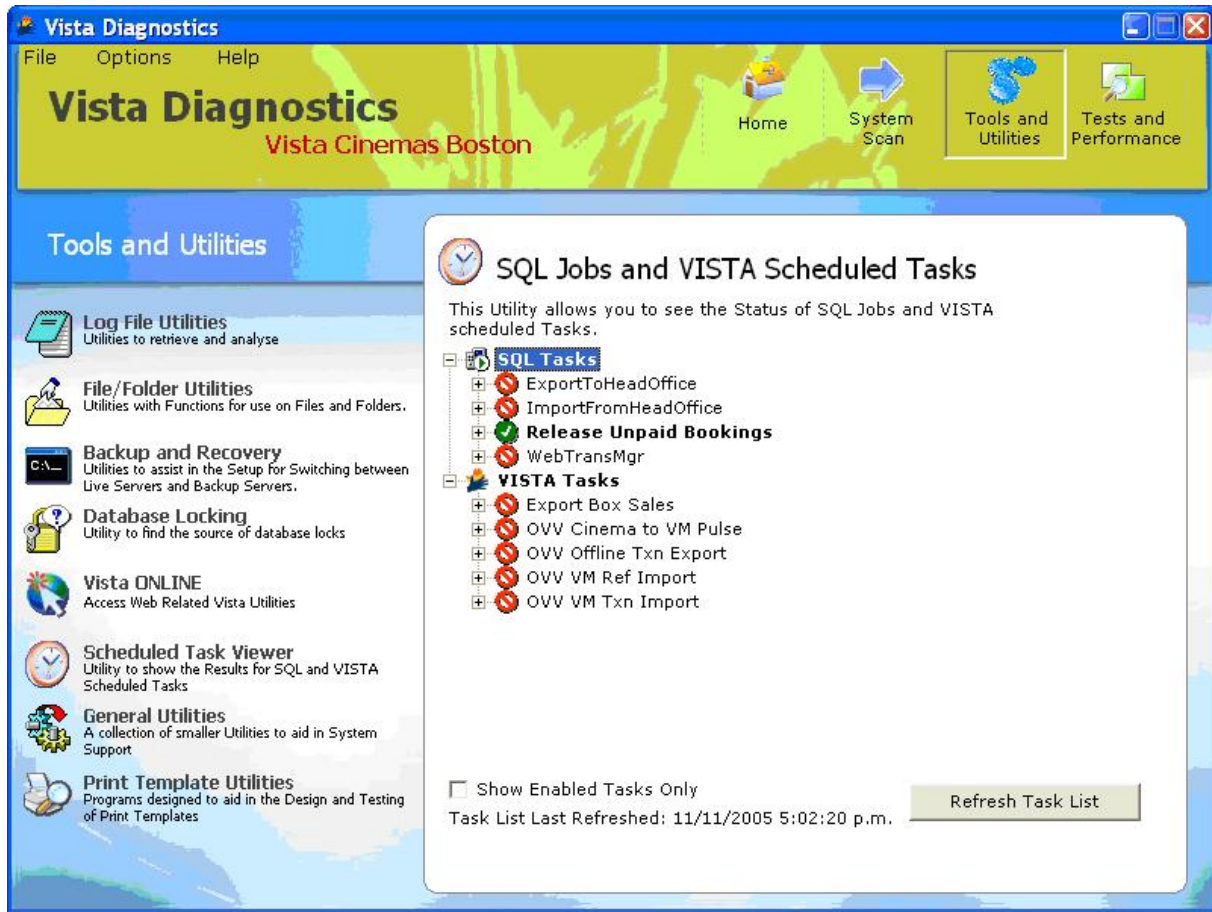 Vista Diagnostics
File Options Help
Vista Diagnostics
Vista Cinemas Boston
Home
System
Scan
Tools and
Utilities
Tests and
Performance
Tools and Utilities
Log File Utilities
Utilities to retrieve and analyse
File/Folder Utilities
Utilities with Functions for use on Files and Folders.
Backup and Recovery
Utilities to assist in the Setup for Switching between
Live Servers and Backup Servers.
Database Locking
Utility to find the source of database locks
Vista ONLINE
Access Web Related Vista Utilities
Scheduled Task Viewer
Utility to show the Results for SQL and VISTA
Scheduled Tasks
General Utilities
A collection of smaller Utilities to aid in System
Support
Print Template Utilities
Programs designed to aid in the Design and Testing
of Print Templates
C:\_
SQL Jobs and VISTA Scheduled Tasks
This Utility allows you to see the Status of SQL Jobs and VISTA
scheduled Tasks.
SQL Tasks
ExportToHeadOffice
ImportFromHeadOffice
Release Unpaid Bookings
WebTransMgr
VISTA Tasks
Export Box Sales
OVV Cinema to VM Pulse
OVV Offline Txn Export
OVV VM Ref Import
OVV VM Txn Import
Show Enabled Tasks Only
Task List Last Refreshed: 11/11/2005 5:02:20 p.m.
Refresh Task List